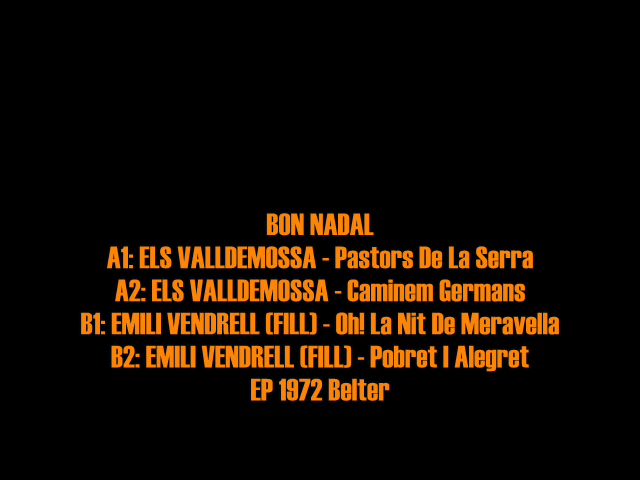 BON NADAL
A1: ELS VALLDEMOSSA - Pastors De La Serra
A2: ELS VALLDEMOSSA - Caminem Germans
B1: EMILI VENDRELL (FILL) - Oh! La Nit De Meravella
B2: EMILI VENDRELL (FILL) - Pobret I Alegret
EP 1972 Belter